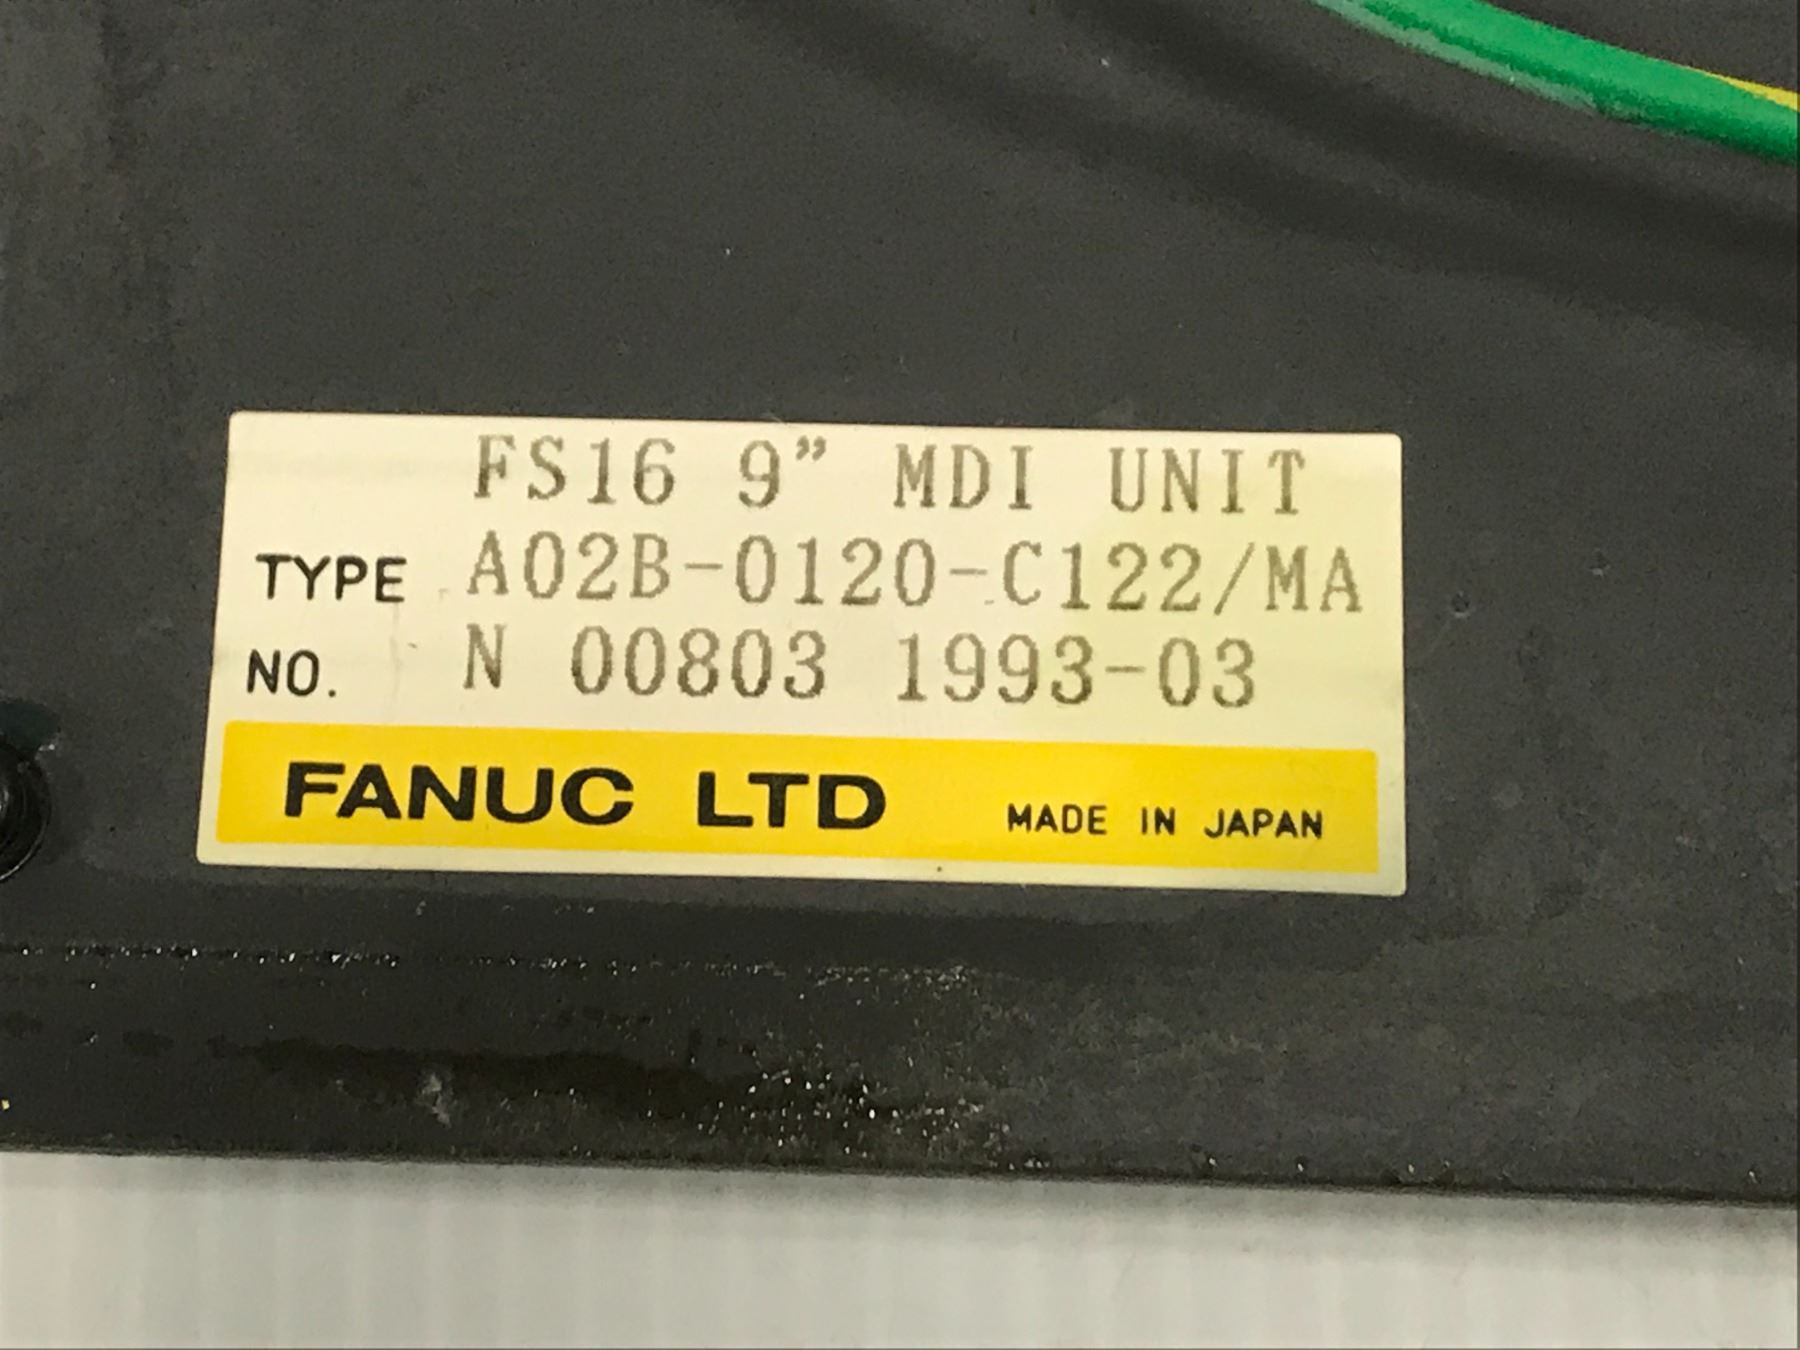 FS16 9” MDI UNIT
TYPE A02B-0120-C122/MA
NO. N 00803 1993-03
FANUC LTD MADE IN JAPAN